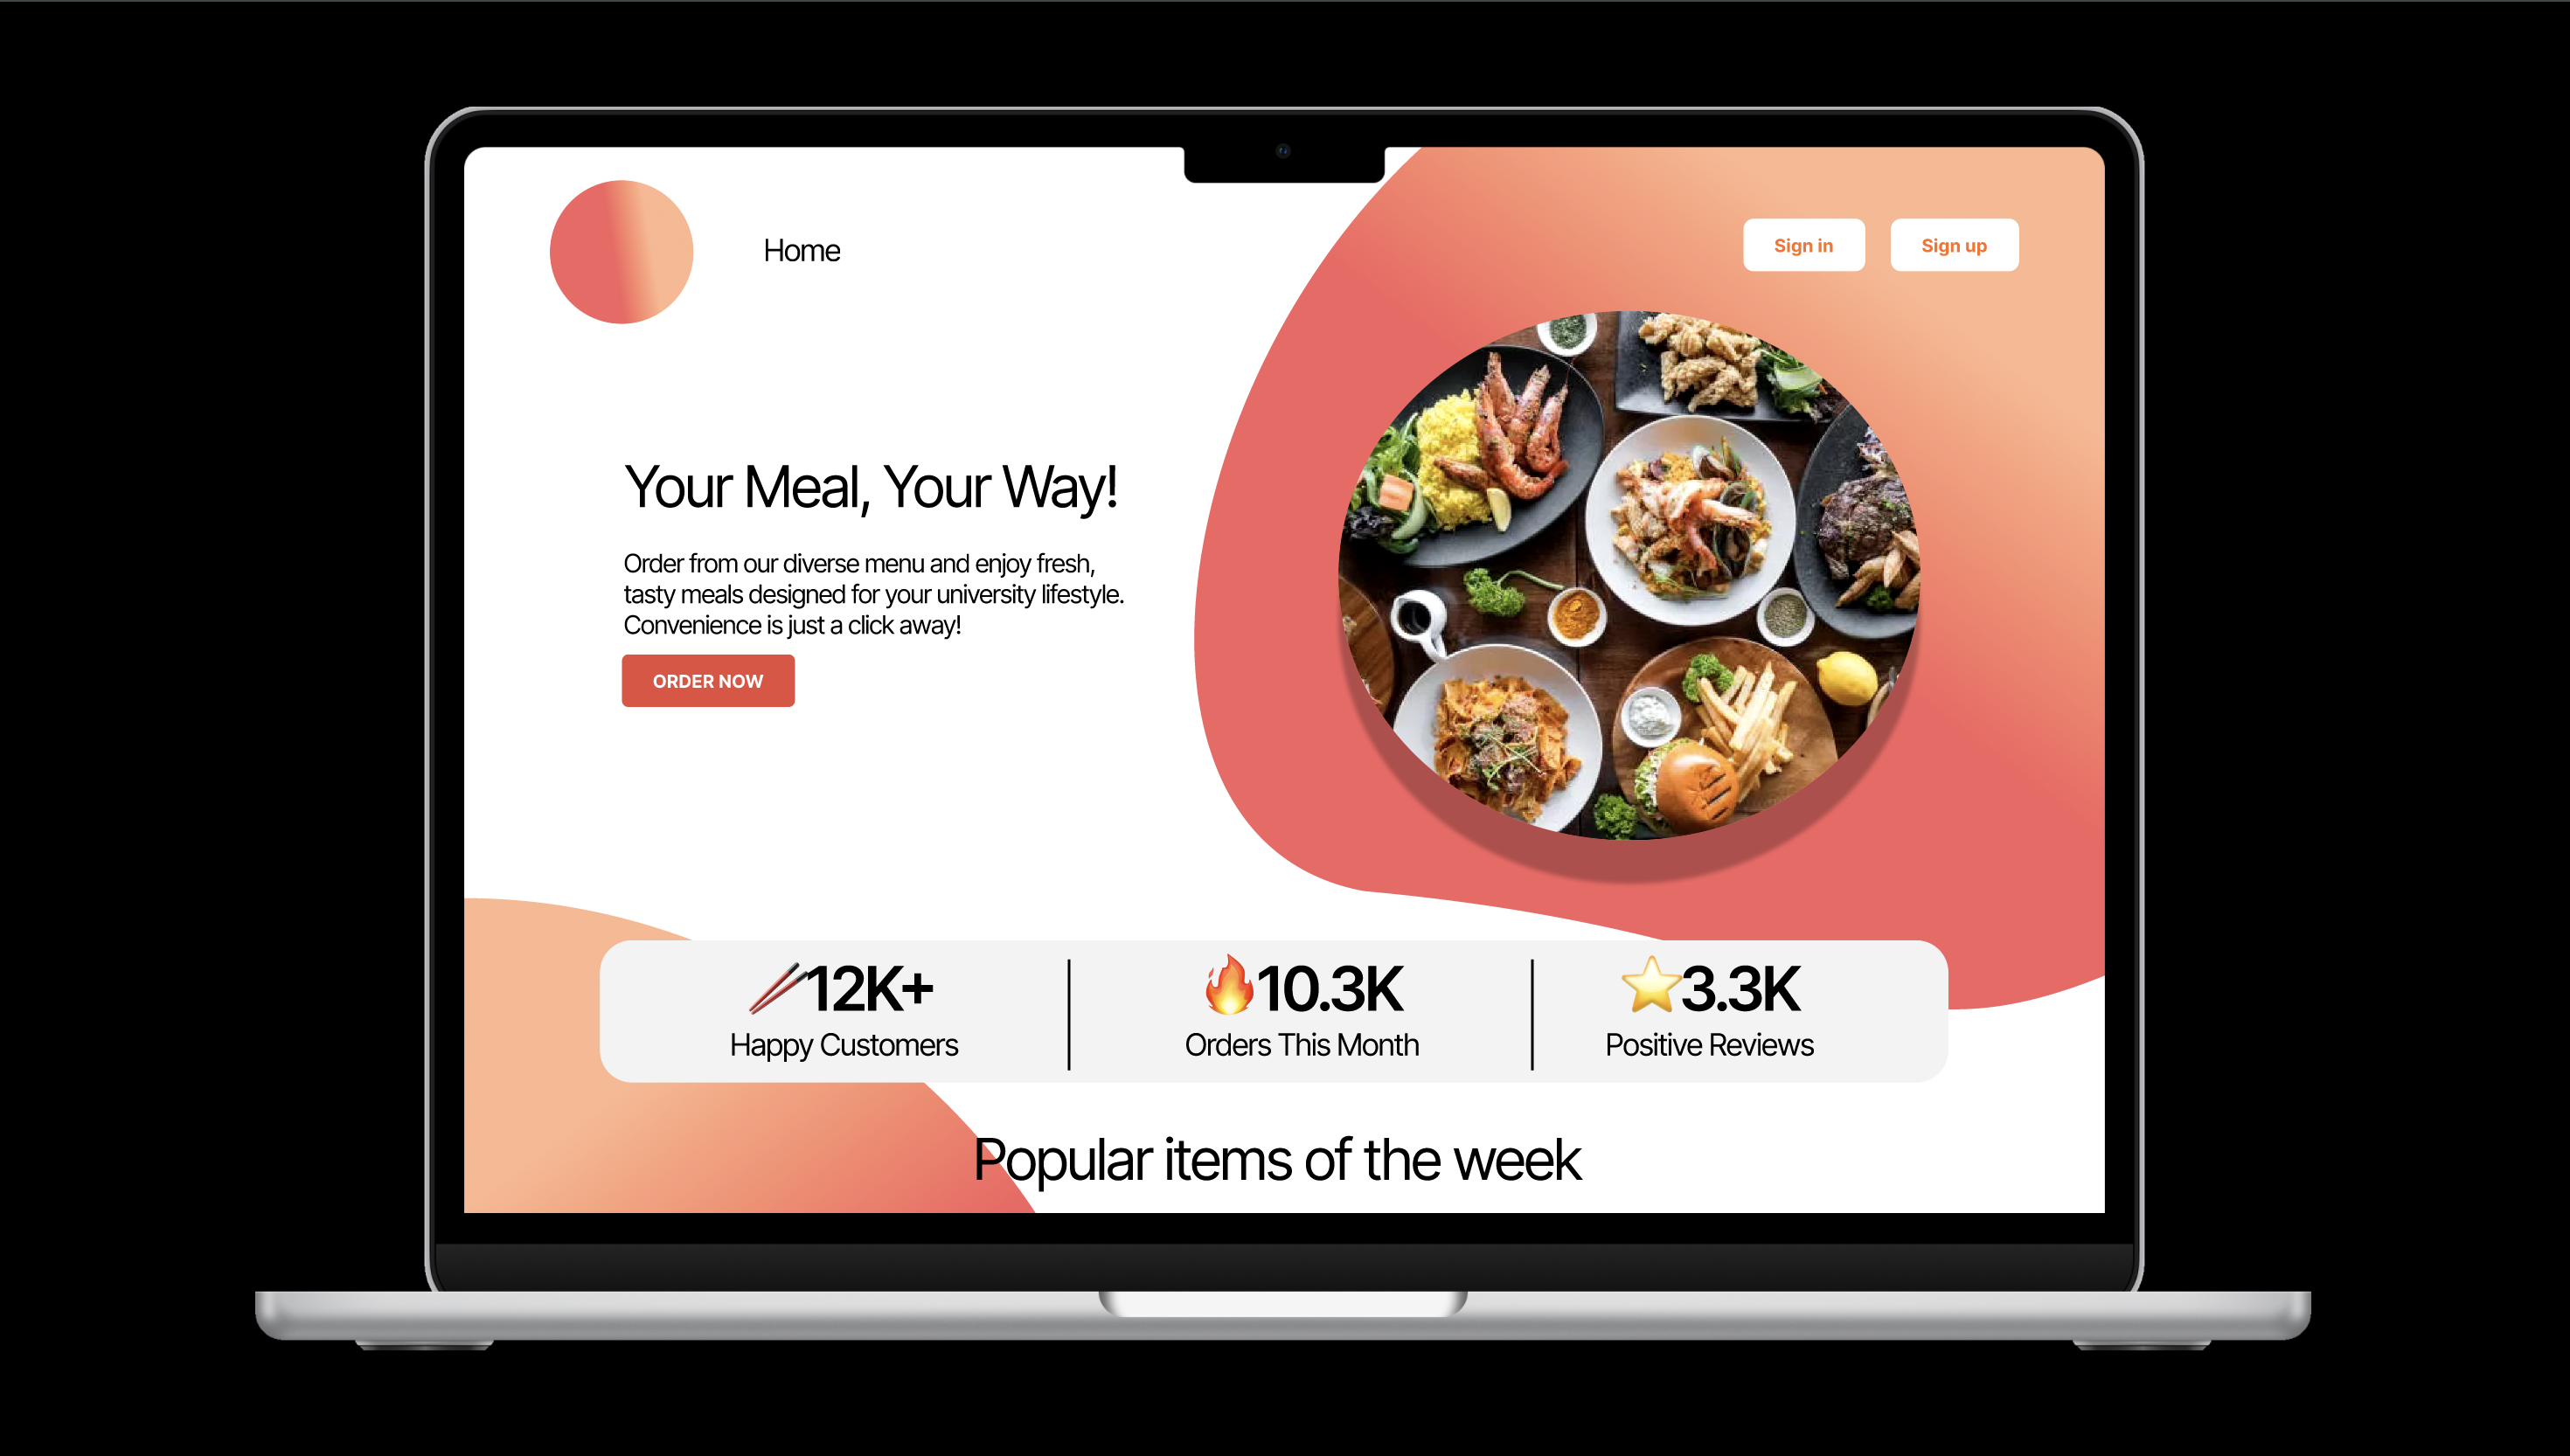 Home
Sign in
Sign up
Your Meal, Your Way!
Order from our diverse menu and enjoy fresh,
tasty meals designed for your university lifestyle.
Convenience is just a click away!
ORDER NOW
🥢12K+
Happy Customers
🔥10.3K
Orders This Month
⭐3.3K
Positive Reviews
Popular items of the week